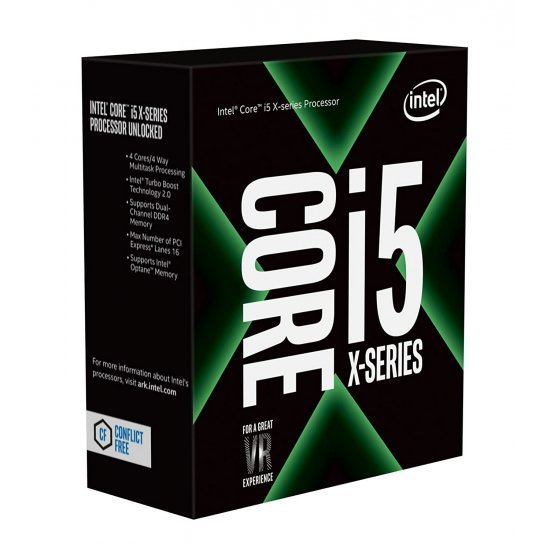 INTEL® CORE™ i5 X-SERIES
PROCESSOR UNLOCKED
• 4 Cores/4 Way
Multitask Processing
• Intel® Turbo Boost
Technology 2.0
• Supports Dual-
Channel DDR4
Memory
• Max Number of PCI
Express® Lanes 16
• Supports Intel®
Optane™ Memory
For more information about Intel's
processors, visit ark.intel.com
CF
CONFLICT
FREE
Intel® Core™ i5 X-series Processor
intel®
CORE
i5
X-SERIES
FOR A GREAT
VR
EXPERIENCE